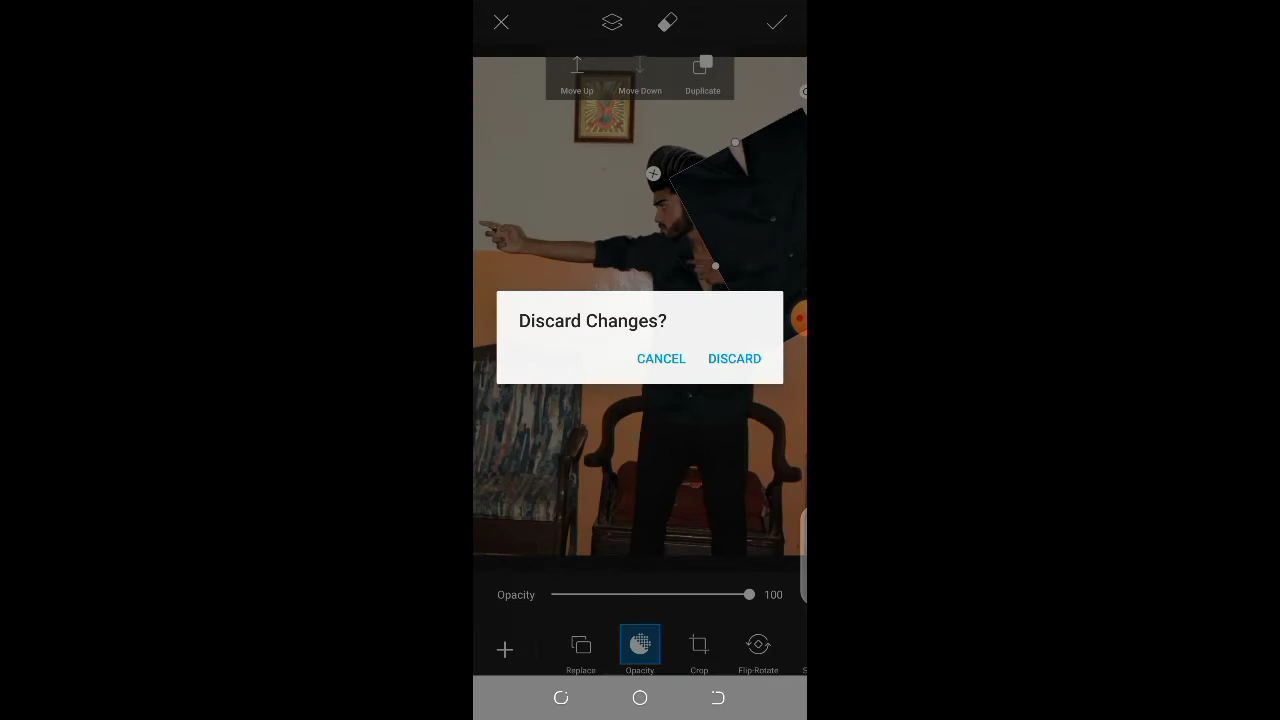 Move Up
Move Down
Duplicate
Discard Changes?
CANCEL
DISCARD
Opacity
100
Replace
Opacity
Crop
Flip-Rotate
S